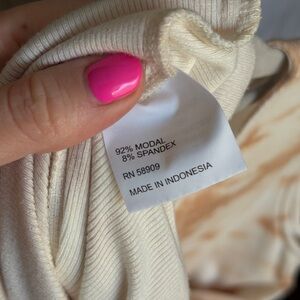 92% MODAL
8% SPANDEX
RN 58909
MADE IN INDONESIA